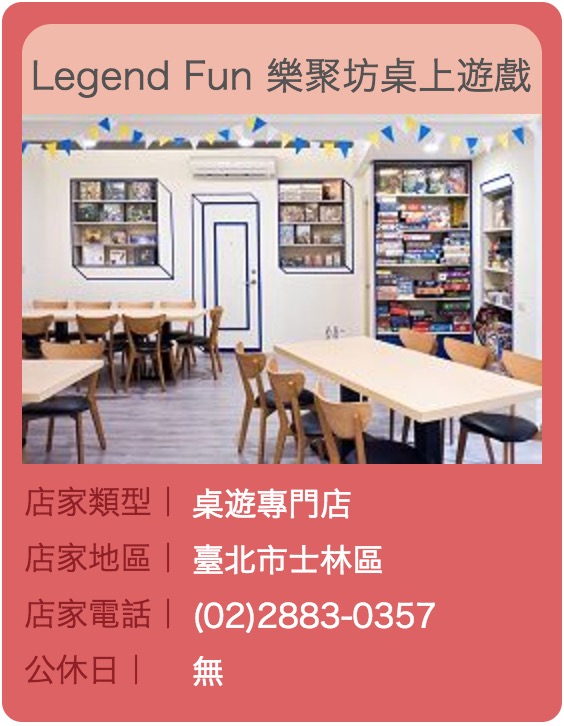 Legend Fun 樂聚坊桌上遊戲
店家類型｜ 桌遊專門店
店家地區｜ 臺北市士林區
店家電話｜ (02)2883-0357
公休日｜ 無